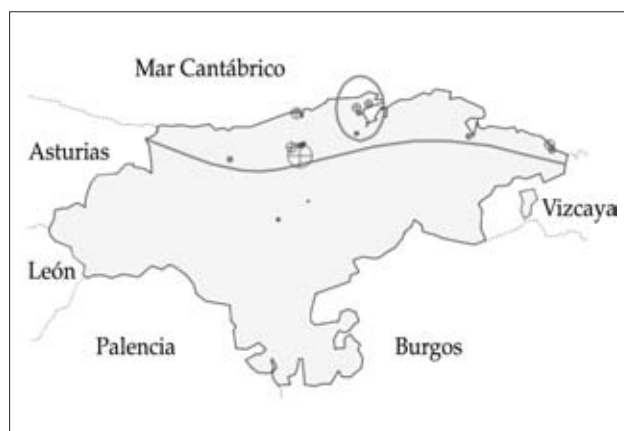 Mar Cantábrico
Asturias
Vizcaya
León
Palencia
Burgos